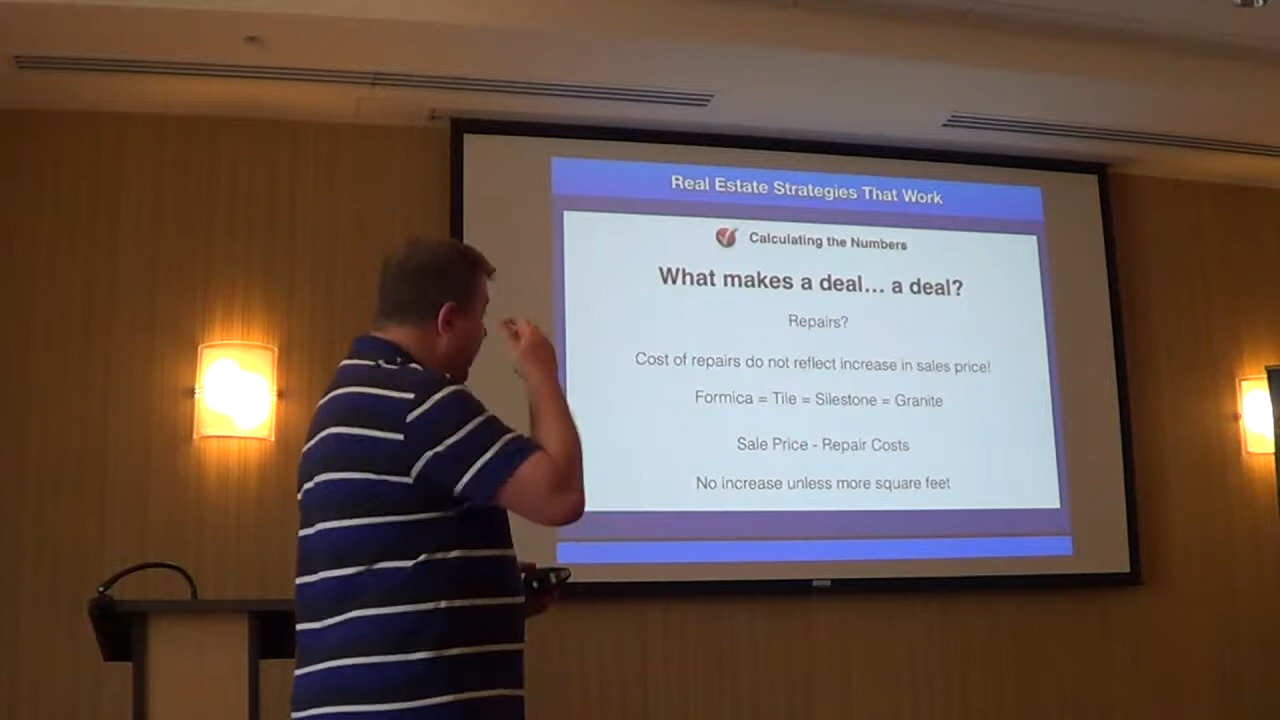 Real Estate Strategies That Work
Calculating the Numbers
What makes a deal... a deal?
Repairs?
Cost of repairs do not reflect increase in sales price!
Formica = Tile = Silestone = Granite
Sale Price - Repair Costs
No increase unless more square feet